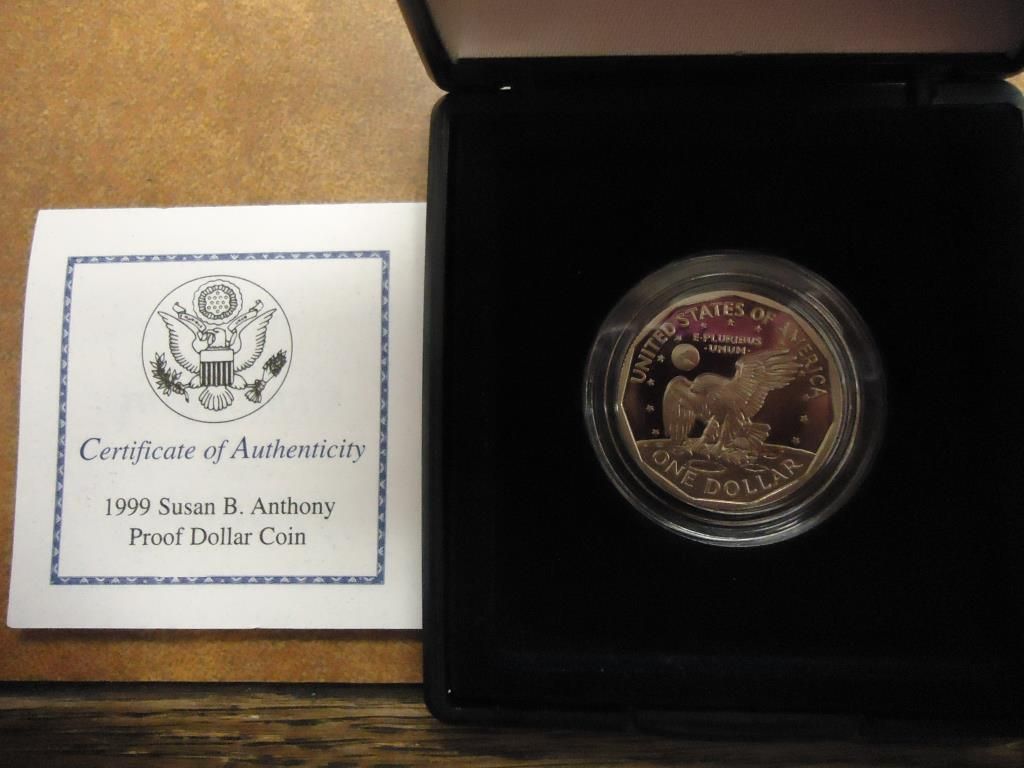 Certificate of Authenticity
1999 Susan B. Anthony
Proof Dollar Coin
UNITED STATES OF AMERICA
E·PLURIBUS
·UNUM·
ONE DOLLAR